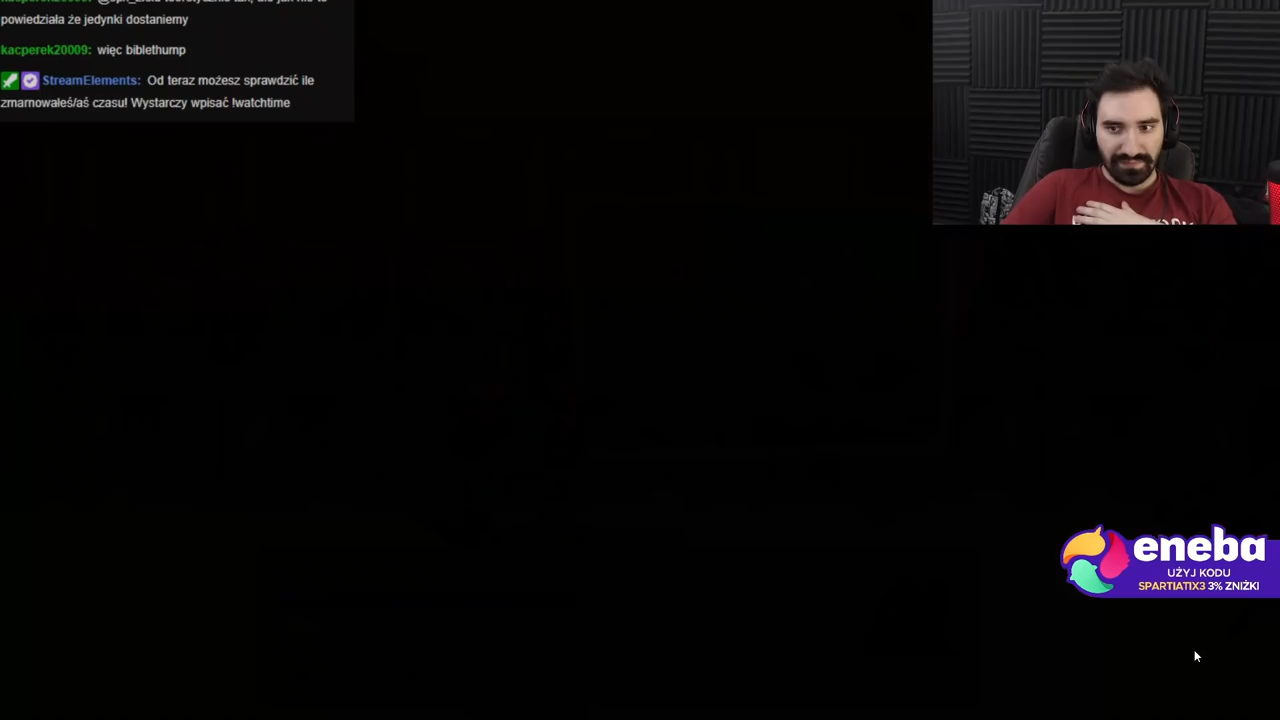 powiedziała że jedynki dostaniemy
kacperek20009: więc biblethump
StreamElements: Od teraz możesz sprawdzić ile
zmarnowałeś/aś czasu! Wystarczy wpisać !watchtime
eneba
UŻYJ KODU
SPARTIATIX3 3% ZNIŻKI